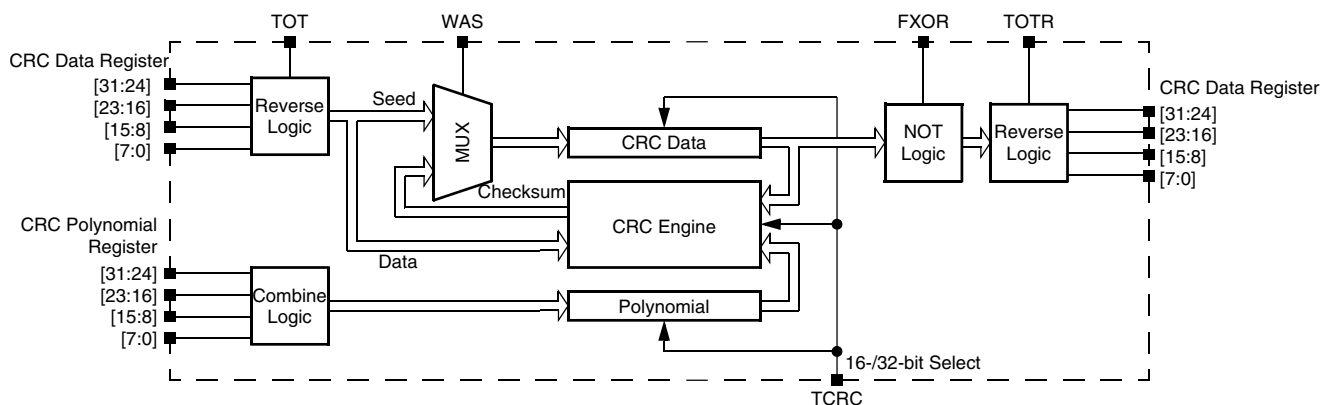 TOT
WAS
FXOR
TOTR
CRC Data Register
[31:24]
[23:16]
[15:8]
[7:0]
Reverse
Logic
Seed
MUX
CRC Data
NOT
Logic
Reverse
Logic
CRC Data Register
[31:24]
[23:16]
[15:8]
[7:0]
Checksum
CRC Engine
Data
CRC Polynomial
Register
[31:24]
[23:16]
[15:8]
[7:0]
Combine
Logic
Polynomial
16-/32-bit Select
TCRC